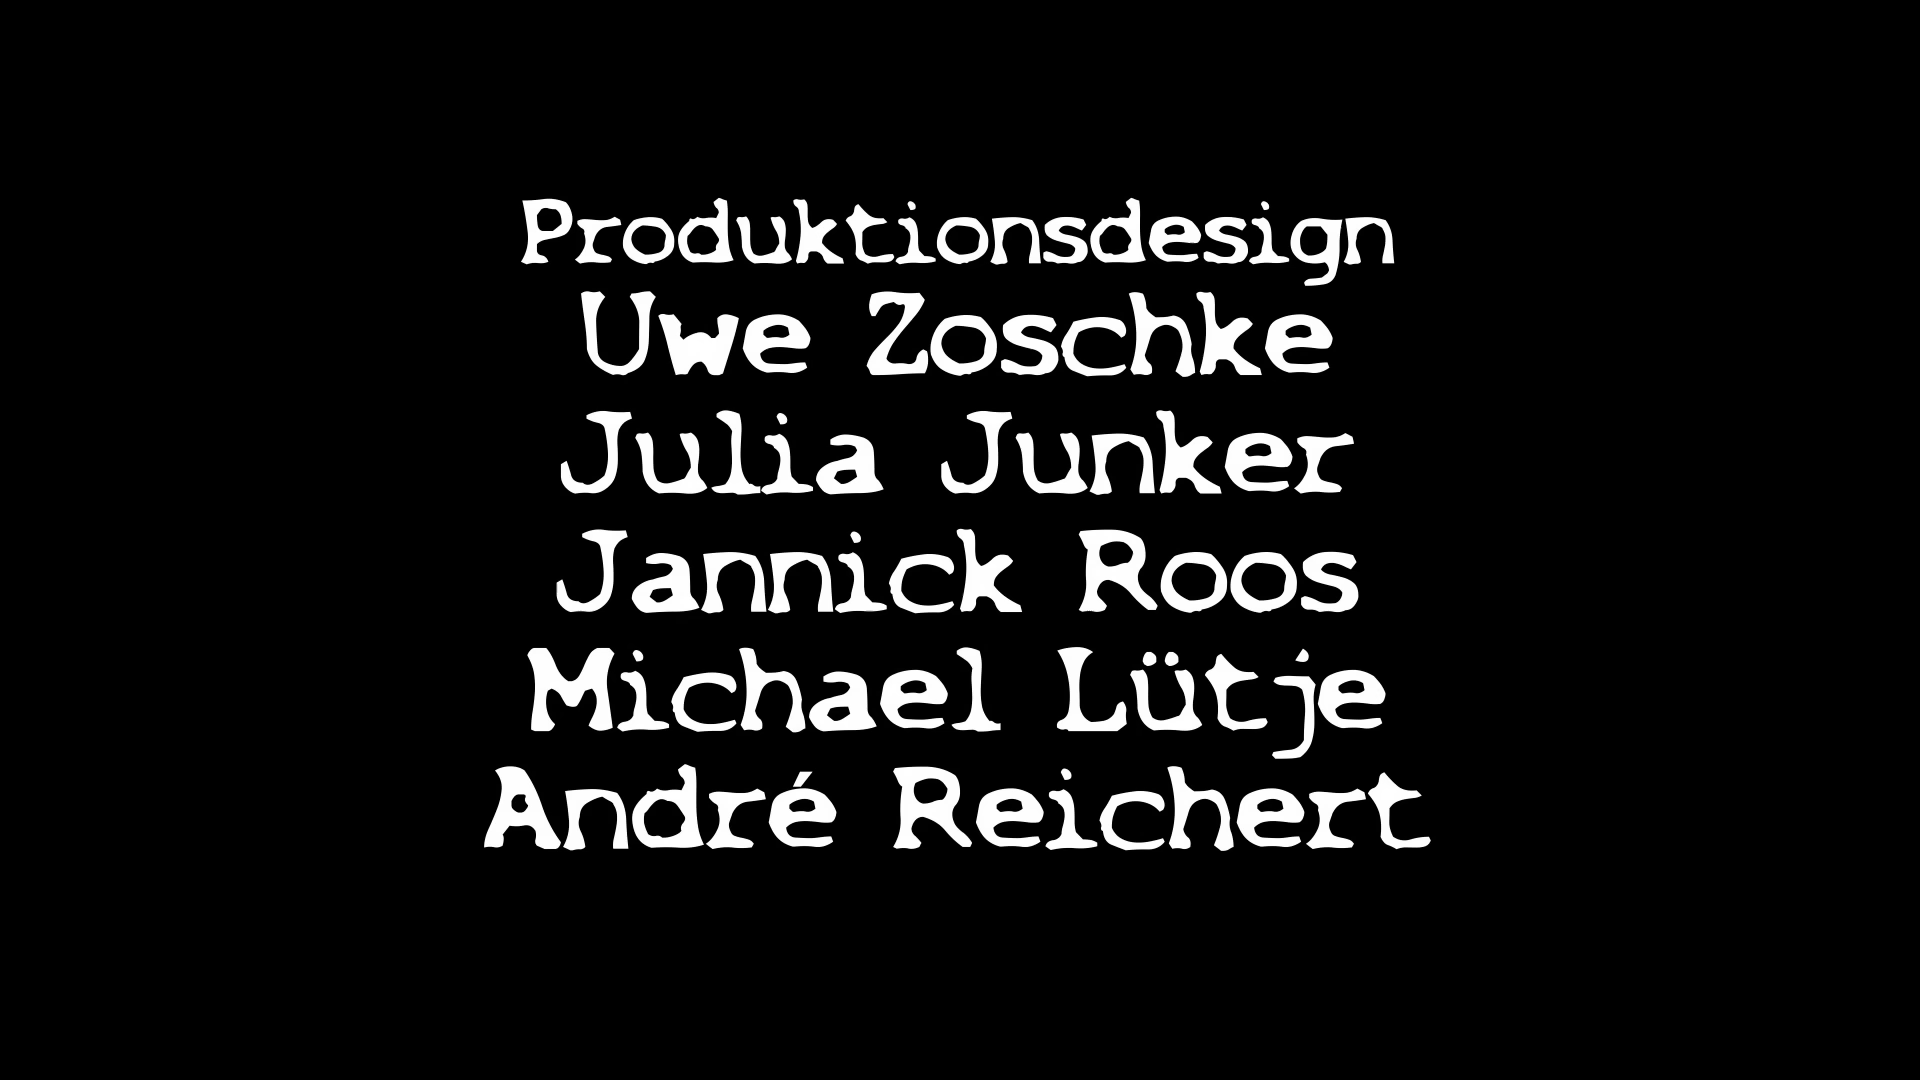 Produktionsdesign
Uwe Zoschke
Julia Junker
Jannick Roos
Michael Lütje
André Reichert